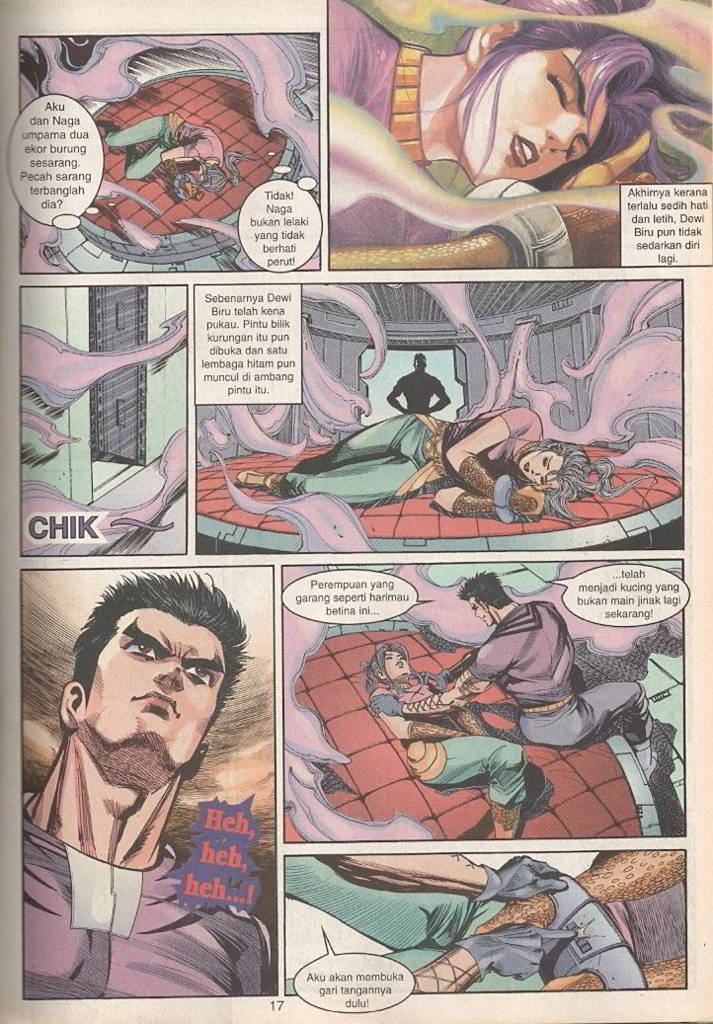 Aku
dan Naga
umpama dua
ekor burung
sesarang.
Pecah sarang
terbanglah
dia?
Tidak!
Naga
bukan lelaki
yang tidak
berhati
perut!
Akhirnya kerana
terlalu sedih hati
dan letih, Dewi
Biru pun tidak
sedarkan diri
lagi.
CHIK
Sebenarnya Dewi
Biru telah kena
pukau. Pintu bilik
kurungan itu pun
dibuka dan satu
lembaga hitam pun
muncul di ambang
pintu itu.
Heh,
heh,
heh...!
Perempuan yang
garang seperti harimau
betina ini...
...telah
menjadi kucing yang
bukan main jinak lagi
sekarang!
Aku akan membuka
gari tangannya
dulu!
17